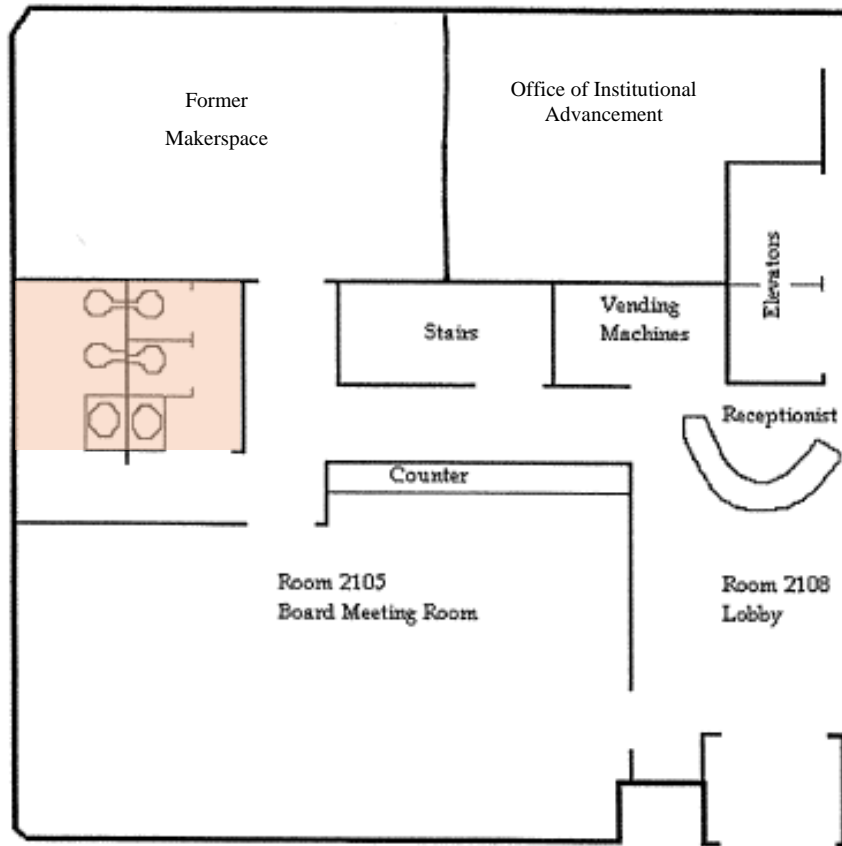 Former
Makerspace
Office of Institutional
Advancement
Elevators
Stairs
Vending
Machines
Receptionist
Counter
Room 2105
Board Meeting Room
Room 2108
Lobby